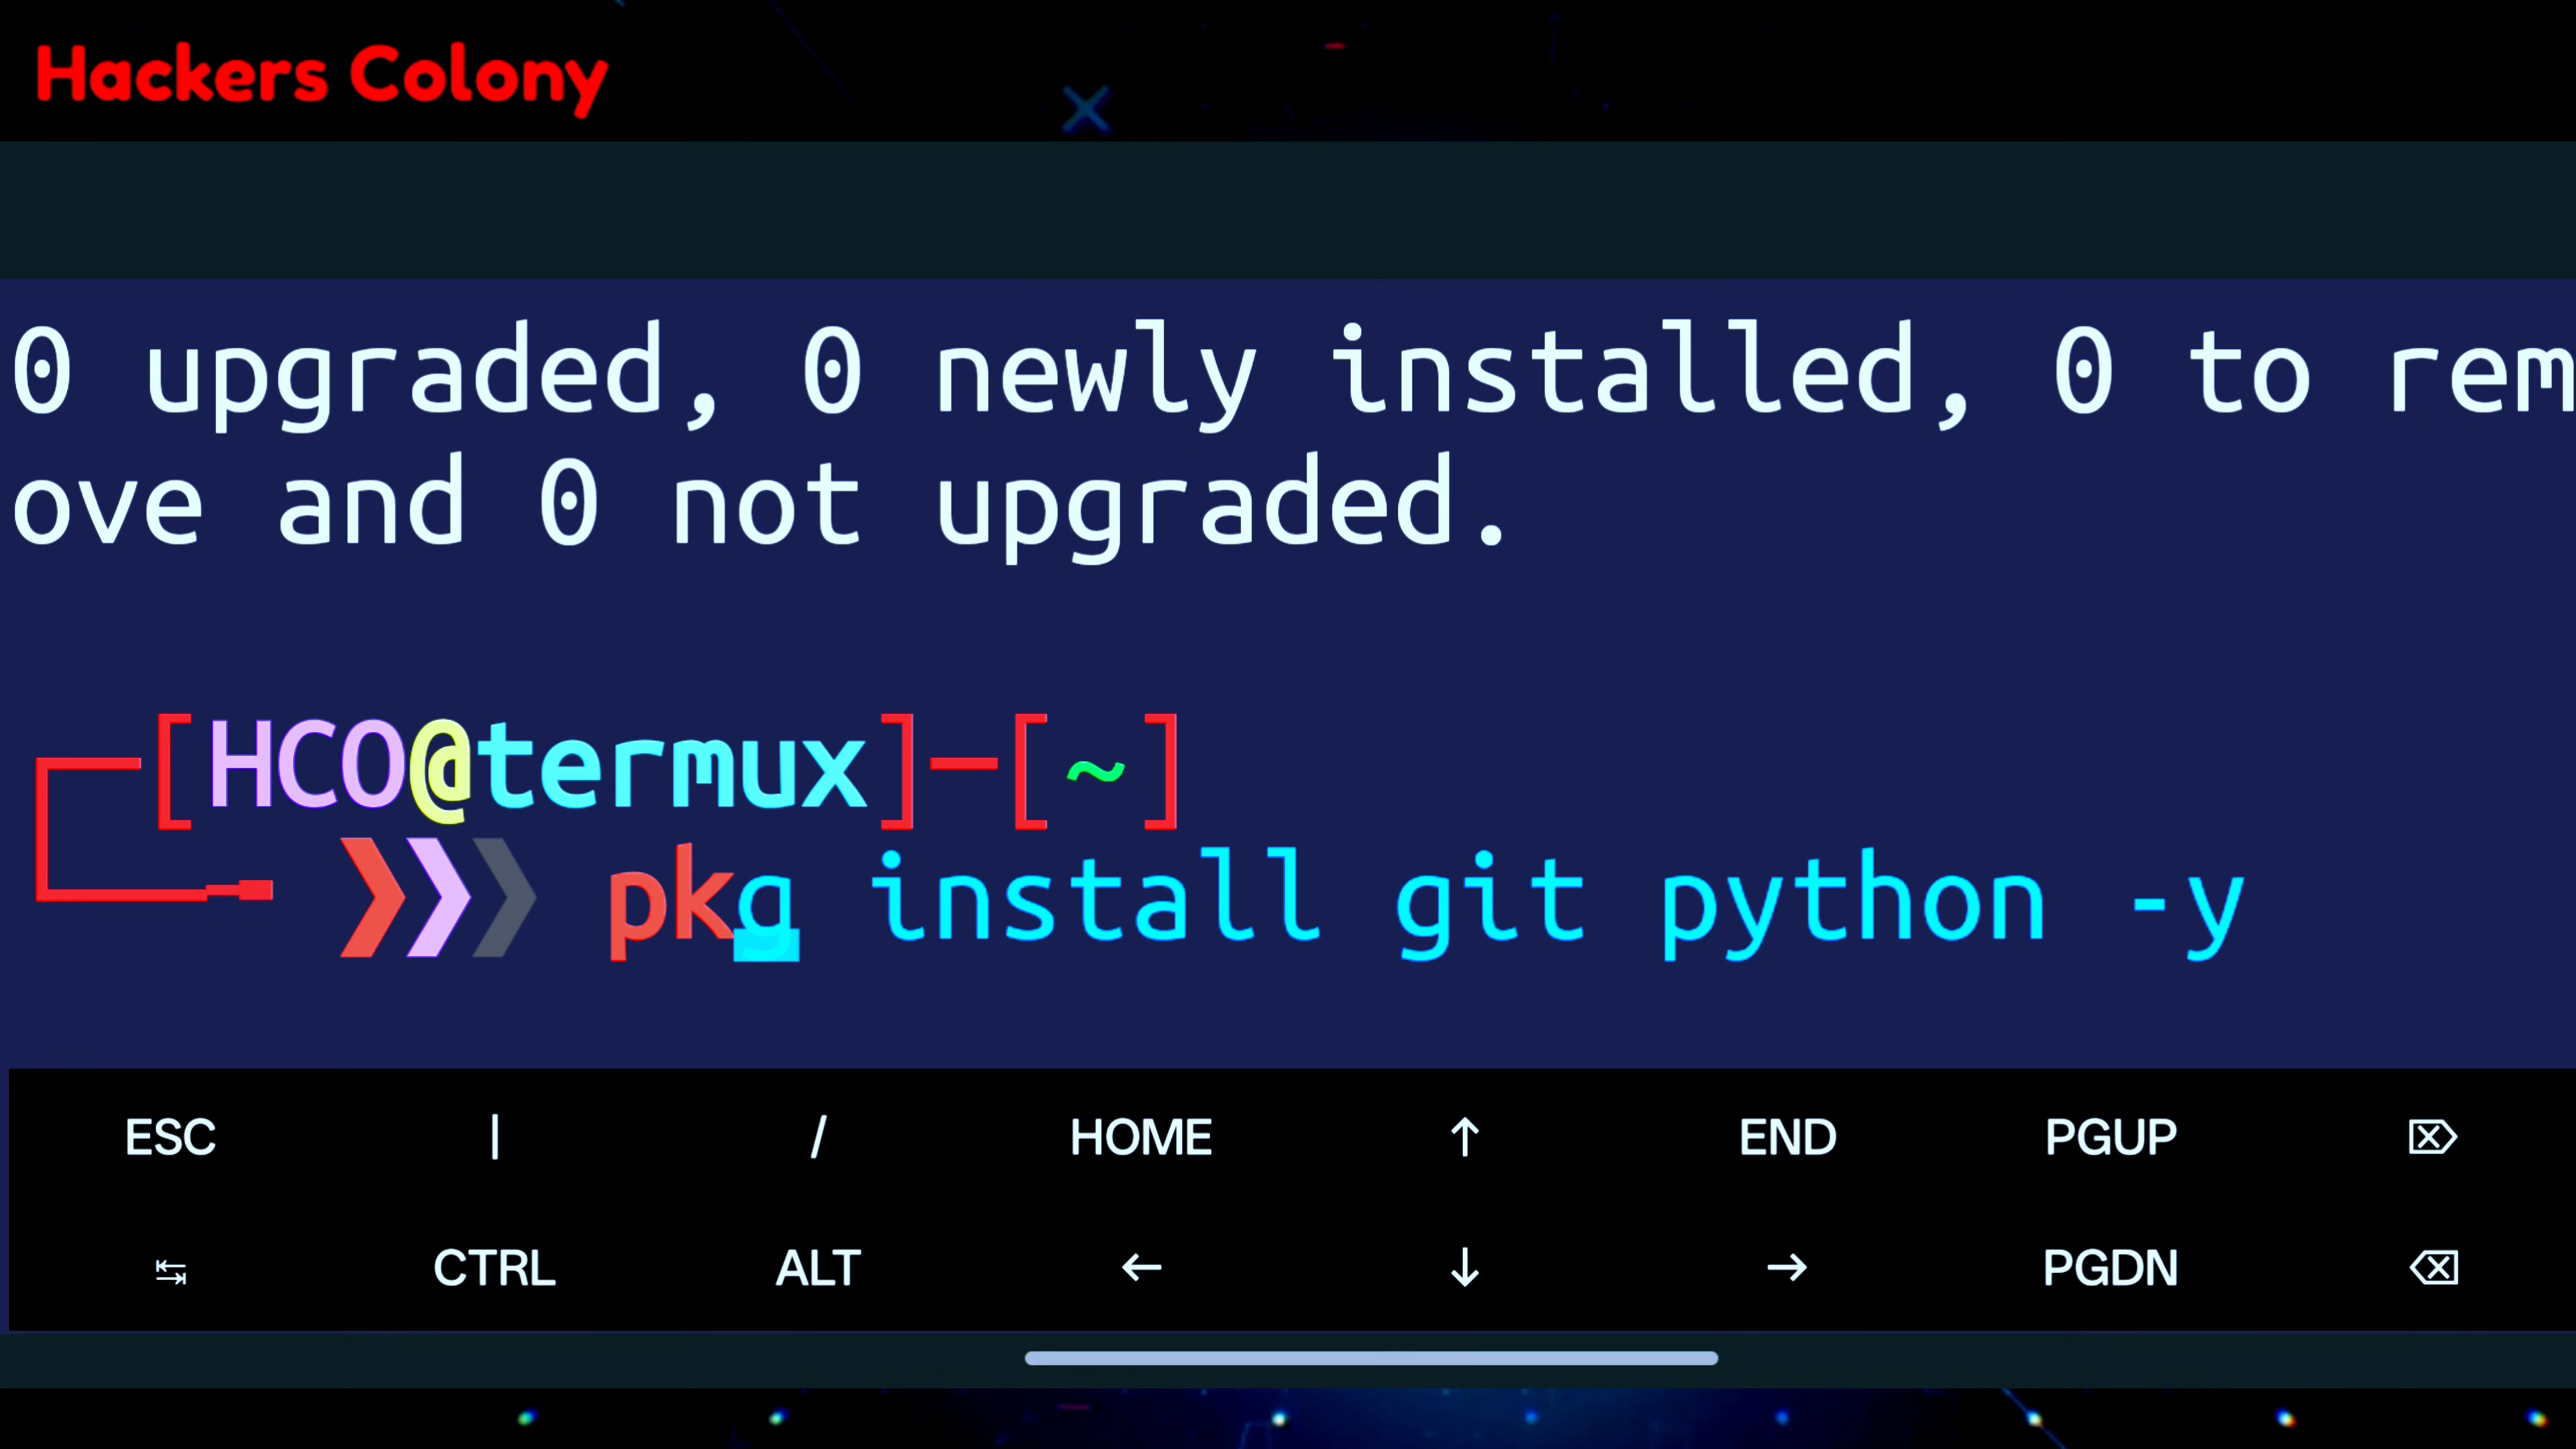 Hackers Colony
0 upgraded, 0 newly installed, 0 to rem
ove and 0 not upgraded.
[HCO@termux]-[~]
pkg install git python -y
ESC | / HOME ↑ END PGUP ⌦
↹ CTRL ALT ← ↓ → PGDN ⌫